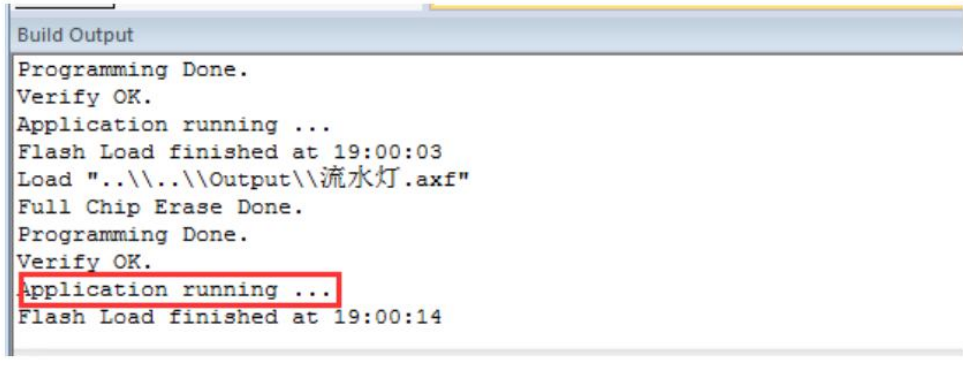 Build Output
Programming Done.
Verify OK.
Application running ...
Flash Load finished at 19:00:03
Load "..\\..\\Output\\流水灯.axf"
Full Chip Erase Done.
Programming Done.
Verify OK.
Application running ...
Flash Load finished at 19:00:14